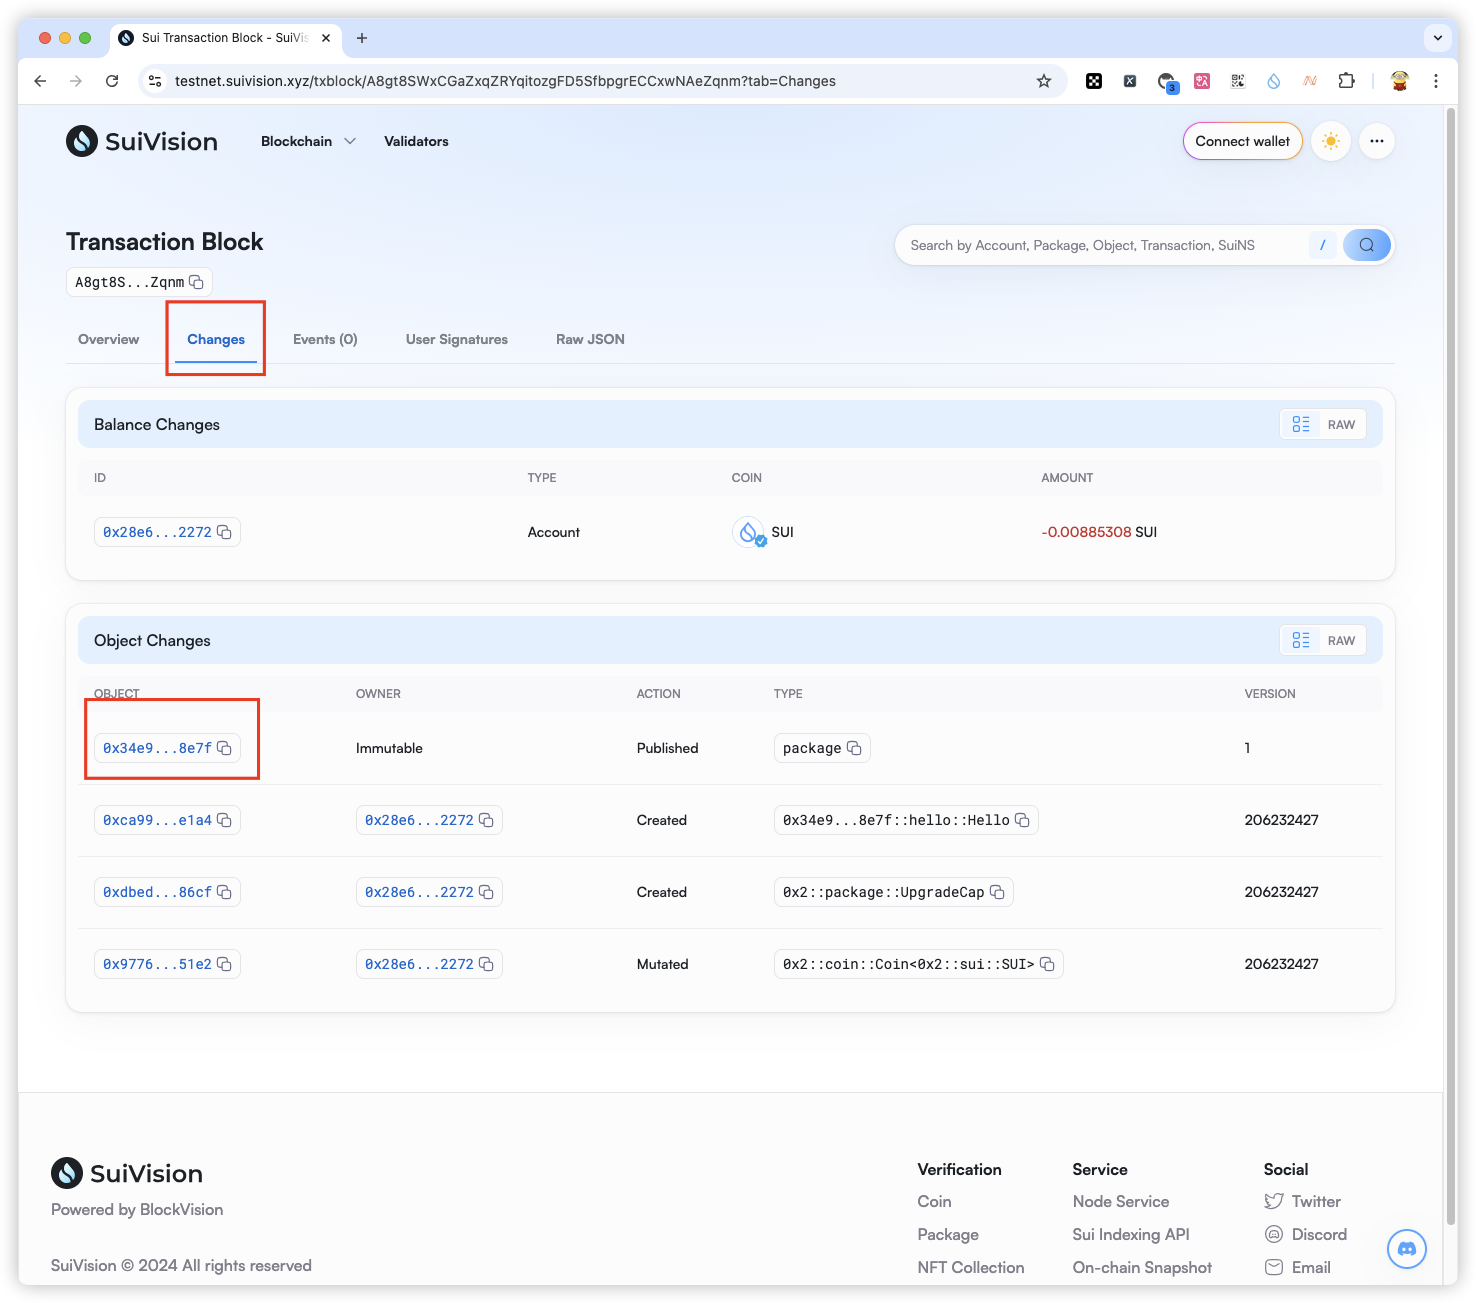 Sui Transaction Block - SuiVis
testnet.suivision.xyz/txblock/A8gt8SWxCGaZxqZRYqitozgFD5SfbpgrECCxwNAeZqnm?tab=Changes
3
SuiVision
Blockchain
Validators
Connect wallet
Transaction Block
Search by Account, Package, Object, Transaction, SuiNS /
A8gt8S...Zqnm
Overview Changes Events (0) User Signatures Raw JSON
Balance Changes RAW
ID TYPE COIN AMOUNT
0x28e6...2272 Account SUI -0.00885308 SUI
Object Changes RAW
OBJECT OWNER ACTION TYPE VERSION
0x34e9...8e7f Immutable Published package 1
0xca99...e1a4 0x28e6...2272 Created 0x34e9...8e7f::hello::Hello 206232427
0xdbed...86cf 0x28e6...2272 Created 0x2::package::UpgradeCap 206232427
0x9776...51e2 0x28e6...2272 Mutated 0x2::coin::Coin<0x2::sui::SUI> 206232427
SuiVision
Powered by BlockVision
SuiVision © 2024 All rights reserved
Verification
Coin
Package
NFT Collection
Service
Node Service
Sui Indexing API
On-chain Snapshot
Social
Twitter
Discord
Email